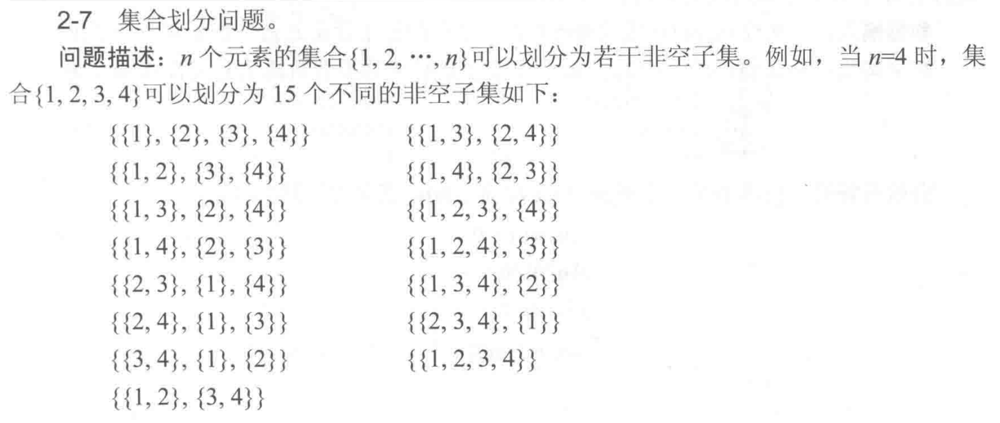 2-7 集合划分问题。
问题描述：n 个元素的集合{1, 2, ⋯, n}可以划分为若干非空子集。例如，当 n=4 时，集
合{1, 2, 3, 4}可以划分为 15 个不同的非空子集如下：
{{1}, {2}, {3}, {4}} {{1, 3}, {2, 4}}
{{1, 2}, {3}, {4}} {{1, 4}, {2, 3}}
{{1, 3}, {2}, {4}} {{1, 2, 3}, {4}}
{{1, 4}, {2}, {3}} {{1, 2, 4}, {3}}
{{2, 3}, {1}, {4}} {{1, 3, 4}, {2}}
{{2, 4}, {1}, {3}} {{2, 3, 4}, {1}}
{{3, 4}, {1}, {2}} {{1, 2, 3, 4}}
{{1, 2}, {3, 4}}